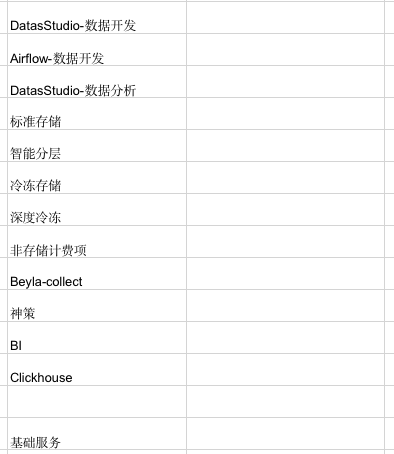 DatasStudio-数据开发
Airflow-数据开发
DatasStudio-数据分析
标准存储
智能分层
冷冻存储
深度冷冻
非存储计费项
Beyla-collect
神策
BI
Clickhouse
基础服务